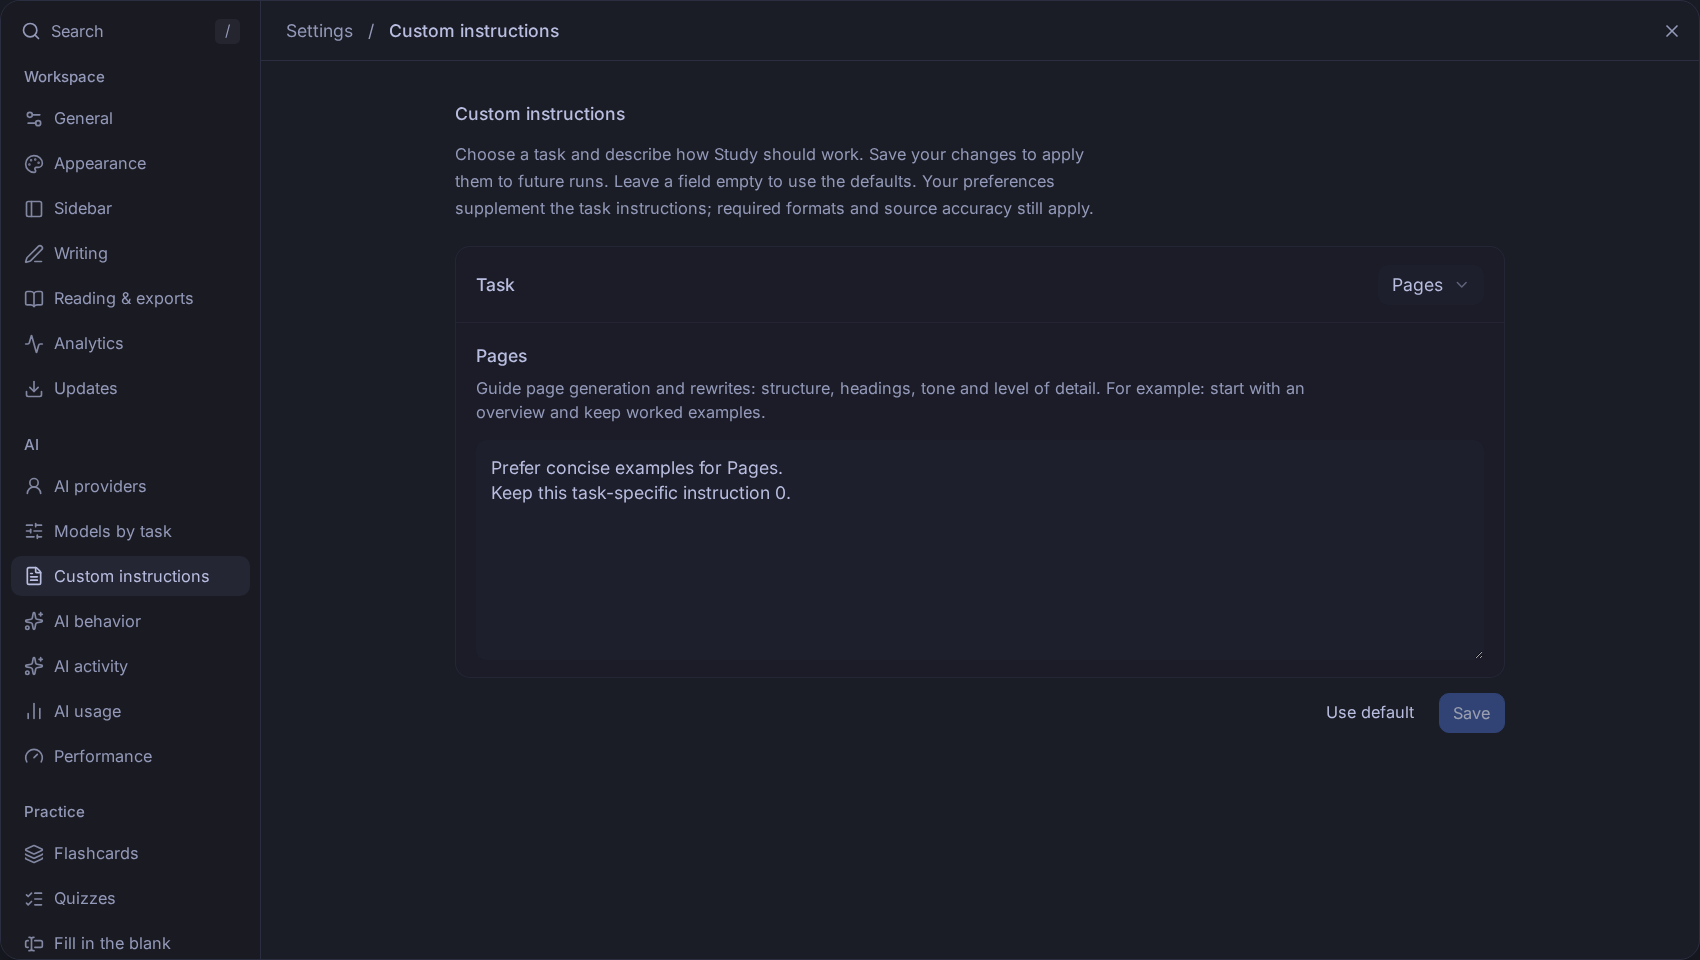 Search /
Workspace
General
Appearance
Sidebar
Writing
Reading & exports
Analytics
Updates
AI
AI providers
Models by task
Custom instructions
AI behavior
AI activity
AI usage
Performance
Practice
Flashcards
Quizzes
Fill in the blank
Settings / Custom instructions
Custom instructions
Choose a task and describe how Study should work. Save your changes to apply
them to future runs. Leave a field empty to use the defaults. Your preferences
supplement the task instructions; required formats and source accuracy still apply.
Task
Pages
Pages
Guide page generation and rewrites: structure, headings, tone and level of detail. For example: start with an
overview and keep worked examples.
Prefer concise examples for Pages.
Keep this task-specific instruction 0.
Use default
Save